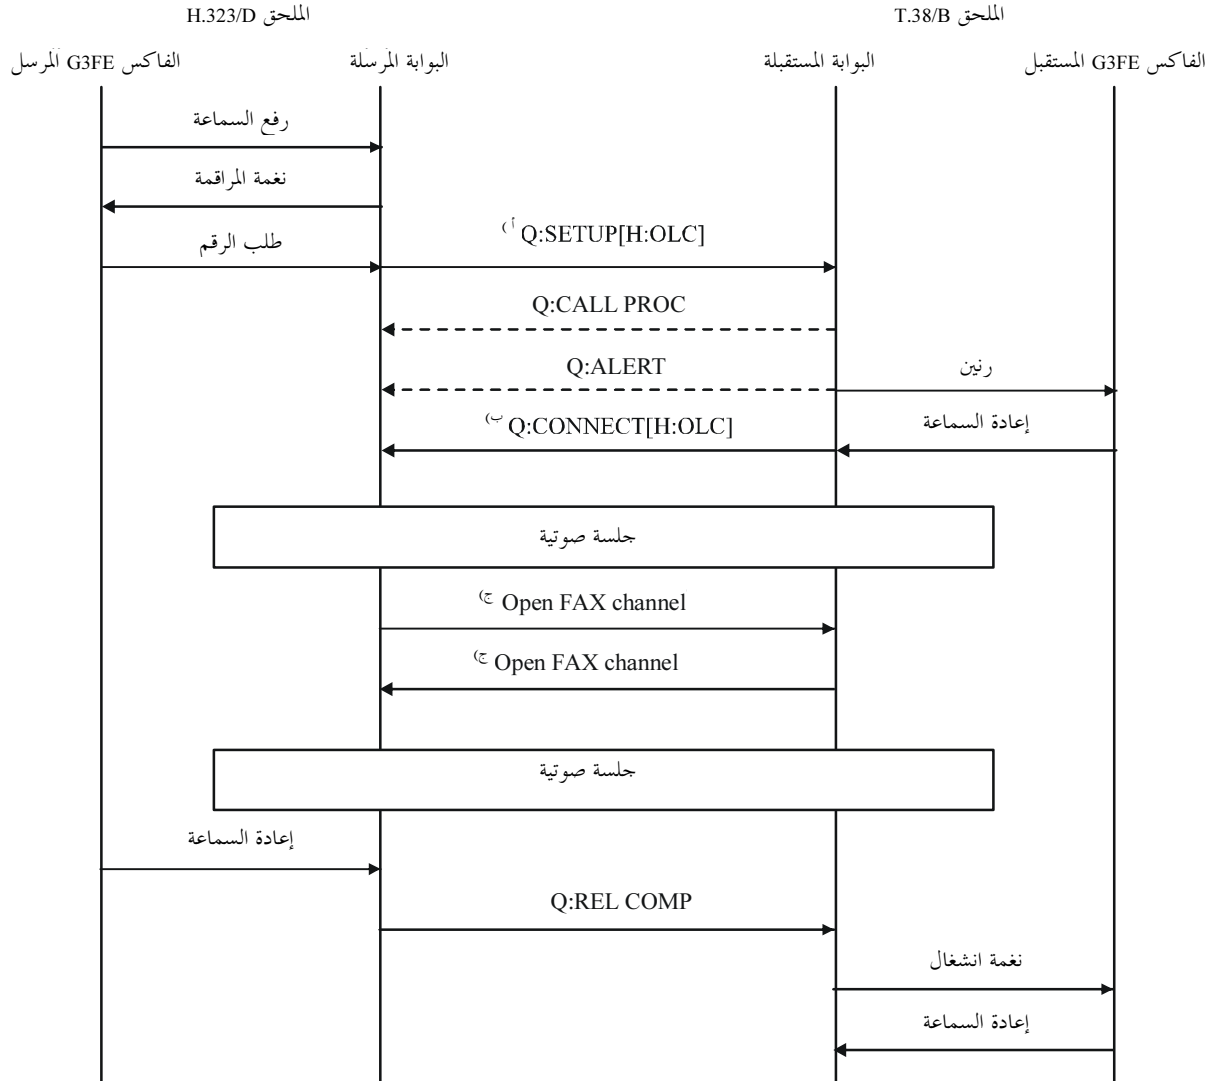 الملحق T.38/B
الملحق H.323/D
الفاكس G3FE المستقبل
البوابة المستقبلة
البوابة المرسلة
الفاكس G3FE المرسل
رفع السماعة
نغمة المراقمة
طلب الرقم
Q:SETUP[H:OLC] أ)
Q:CALL PROC
Q:ALERT
رنين
Q:CONNECT[H:OLC] ب)
إعادة السماعة
جلسة صوتية
Open FAX channel ج)
Open FAX channel ج)
جلسة صوتية
إعادة السماعة
Q:REL COMP
نغمة انشغال
إعادة السماعة